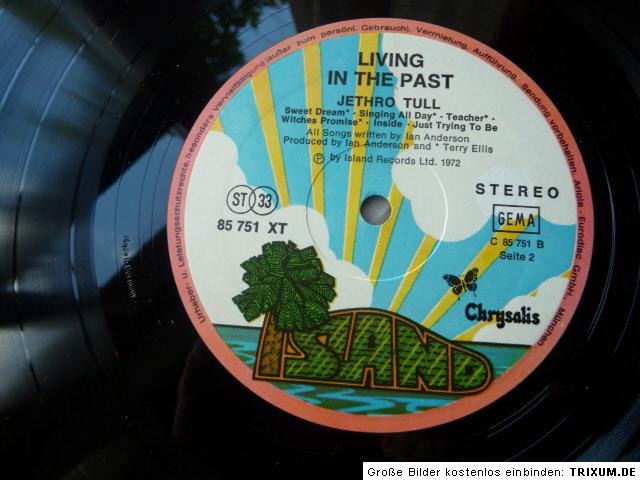 LIVING
IN THE PAST
JETHRO TULL
Sweet Dream* · Singing All Day* · Teacher* ·
Witches Promise* · Inside · Just Trying To Be
All Songs written by Ian Anderson
Produced by Ian Anderson and * Terry Ellis
Ⓟ by Island Records Ltd. 1972
ST 33
85 751 XT
STEREO
GEMA
C 85 751 B
Seite 2
Chrysalis
ISLAND
Urheber- u. Leistungsschutzrechte, besonders Vervielfältigung (außer zum persönl. Gebrauch), Vermietung, Aufführung, Sendung vorbehalten. Ariola-Eurodisc GmbH., München
Made in Germany
Große Bilder kostenlos einbinden: TRIXUM.DE